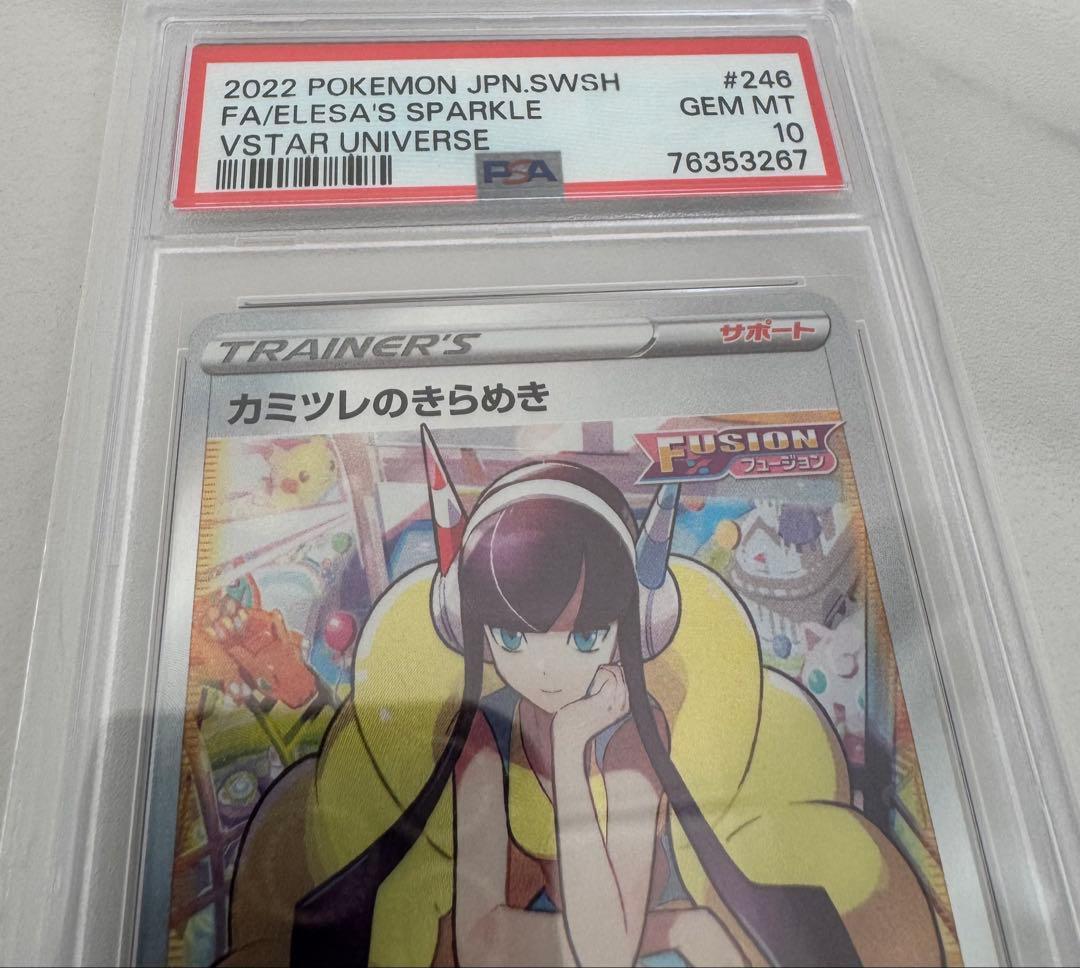 2022 POKEMON JPN.SWSH #246
FA/ELESA'S SPARKLE GEM MT
VSTAR UNIVERSE 10
PSA 76353267
TRAINER'S サポート
カミツレのきらめき
FUSION
フュージョン